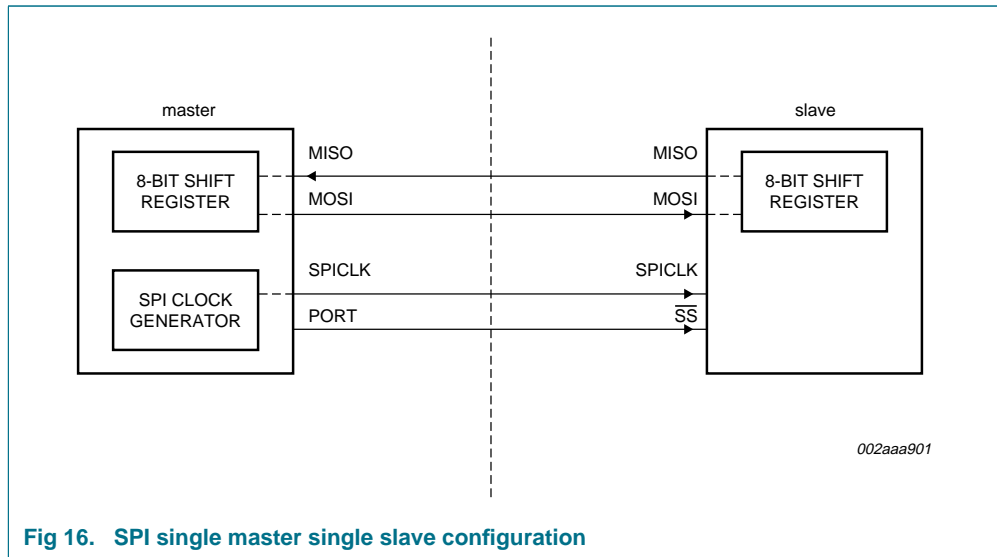 master
slave
8-BIT SHIFT
REGISTER
MISO
MISO
MOSI
MOSI
8-BIT SHIFT
REGISTER
SPI CLOCK
GENERATOR
SPICLK
SPICLK
PORT
S̅S̅
002aaa901
Fig 16. SPI single master single slave configuration